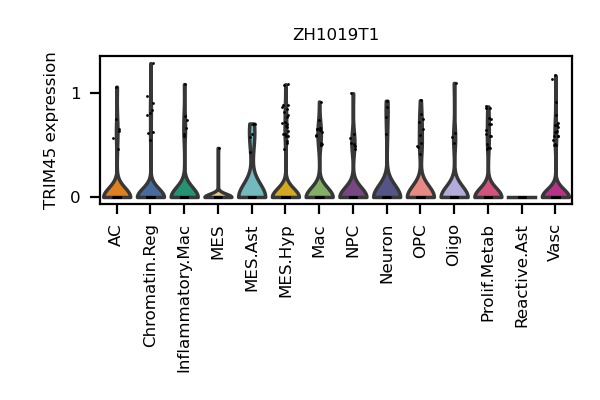 ZH1019T1
TRIM45 expression
1
0
AC
Chromatin.Reg
Inflammatory.Mac
MES
MES.Ast
MES.Hyp
Mac
NPC
Neuron
OPC
Oligo
Prolif.Metab
Reactive.Ast
Vasc